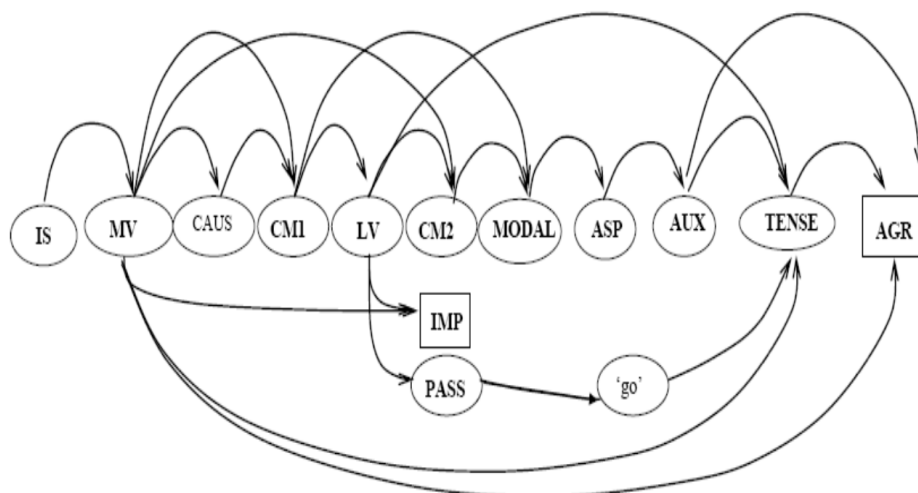 IS MV CAUS CM1 LV CM2 MODAL ASP AUX TENSE AGR
IMP
PASS 'go'